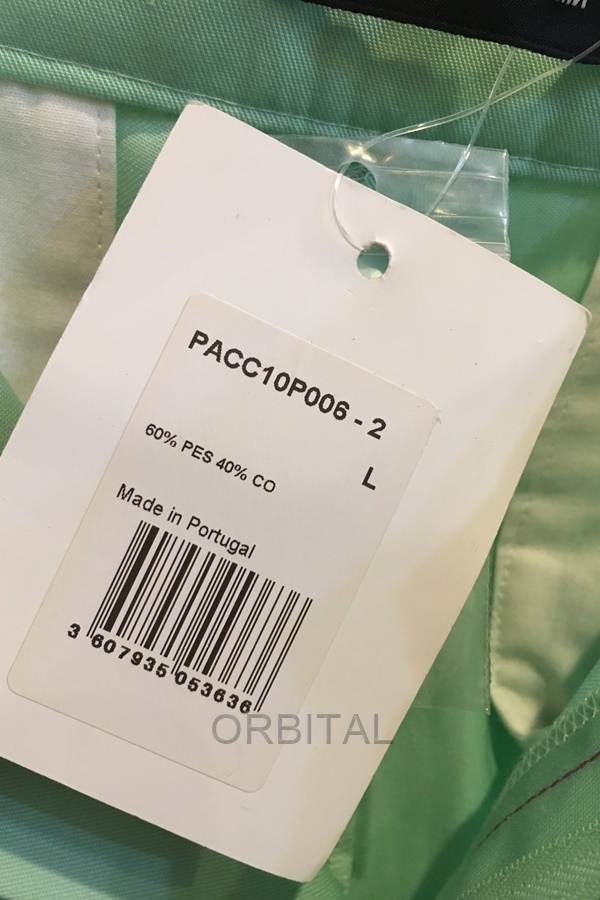 PACC10P006 - 2
60% PES 40% CO
L
Made in Portugal
3 607935 053636
ORBITAL